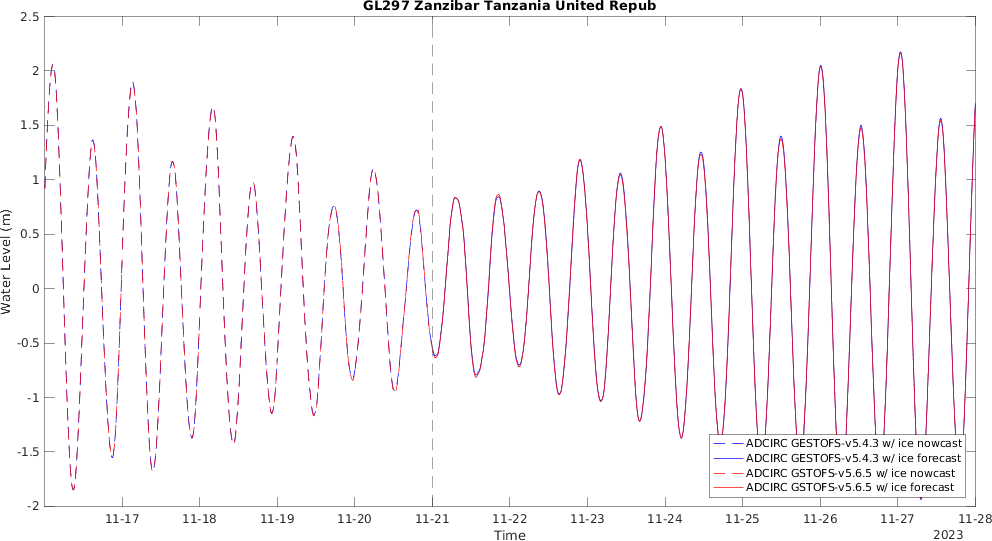 GL297 Zanzibar Tanzania United Repub
2.5
2
1.5
1
0.5
0
-0.5
-1
-1.5
-2
Water Level (m)
ADCIRC GESTOFS-v5.4.3 w/ ice nowcast
ADCIRC GESTOFS-v5.4.3 w/ ice forecast
ADCIRC GSTOFS-v5.6.5 w/ ice nowcast
ADCIRC GSTOFS-v5.6.5 w/ ice forecast
11-17 11-18 11-19 11-20 11-21 11-22 11-23 11-24 11-25 11-26 11-27 11-28
Time
2023